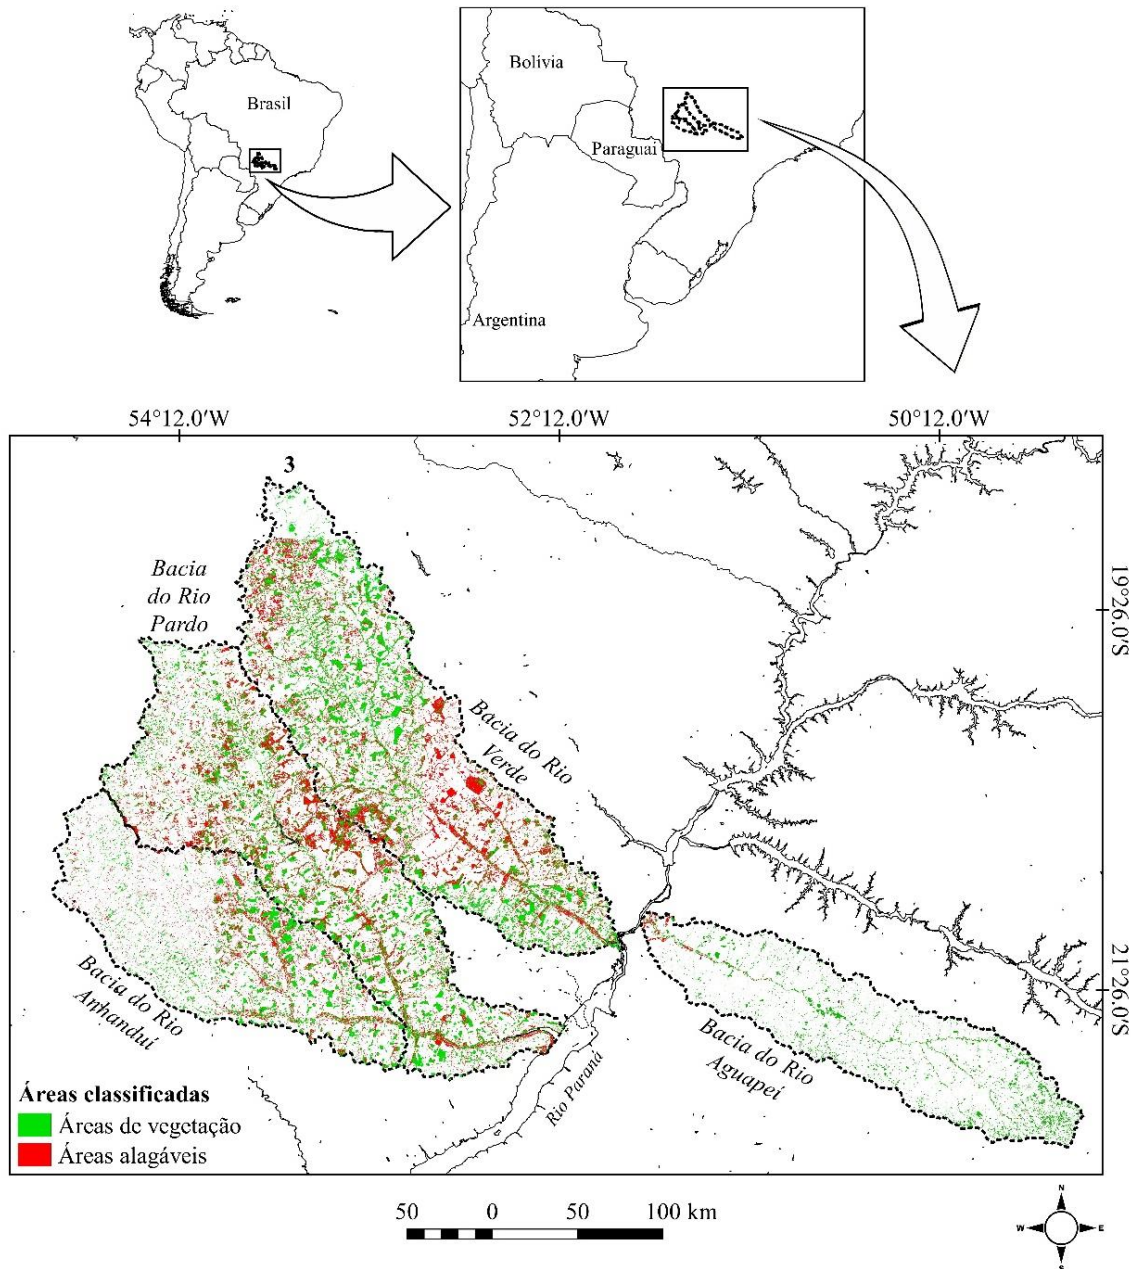 Brasil
Bolívia
Paraguai
Argentina
54°12.0'W
52°12.0'W
50°12.0'W
3
Bacia
do Rio
Pardo
19°26.0'S
Bacia do Rio
Verde
Bacia do Rio
Anhanduí
Bacia do Rio
Aguapeí
21°26.0'S
Rio Paraná
Áreas classificadas
Áreas de vegetação
Áreas alagáveis
50 0 50 100 km
N
W E
S